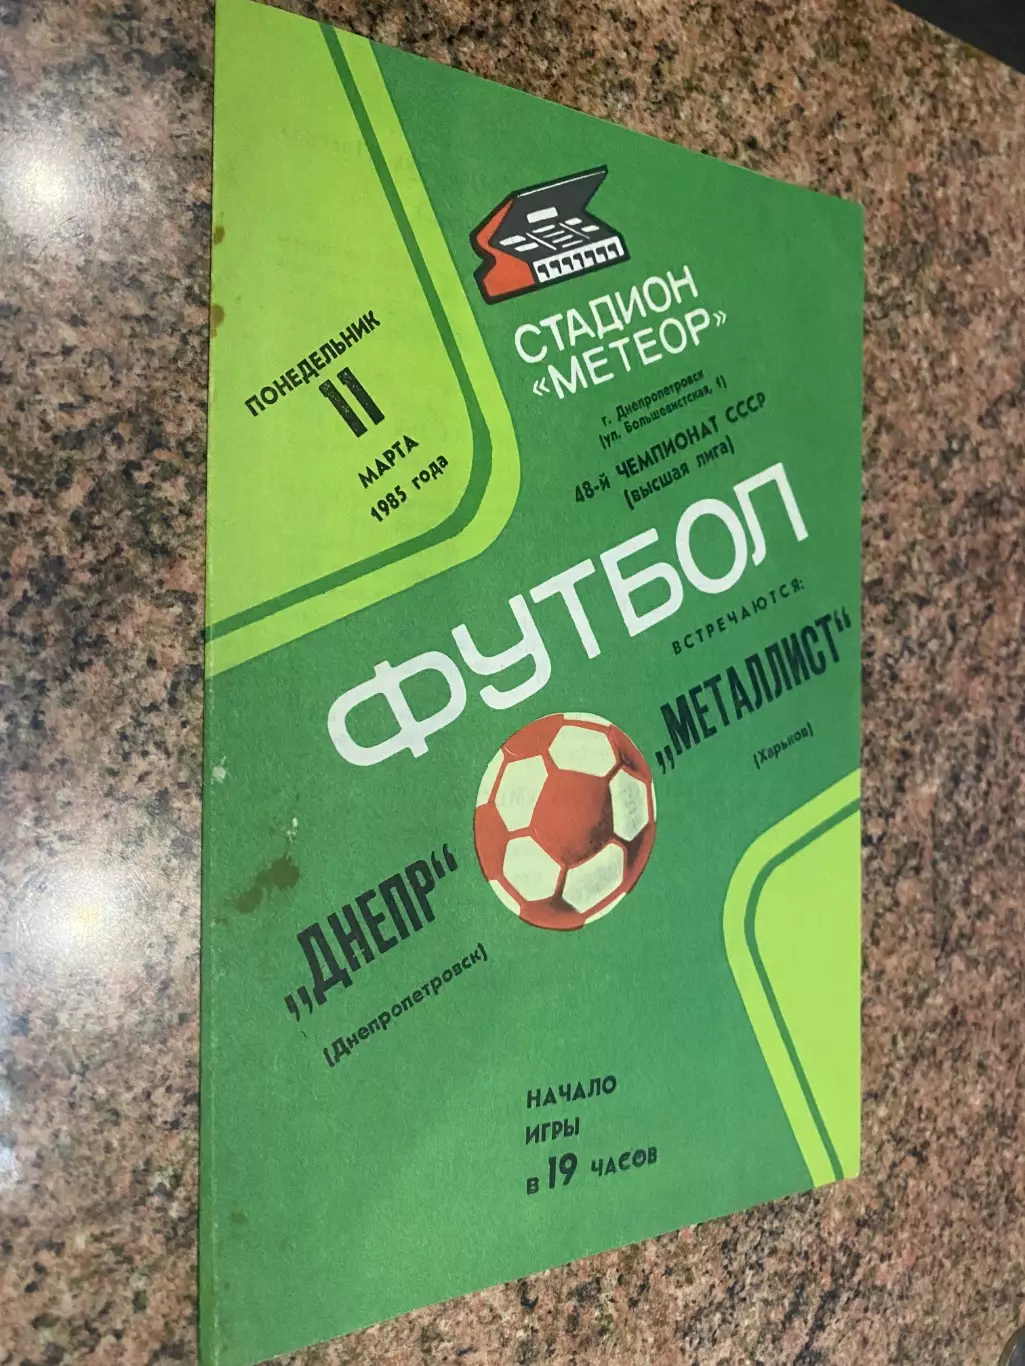 ПОНЕДЕЛЬНИК
11
МАРТА
1985 года
СТАДИОН
«МЕТЕОР»
г. Днепропетровск
(ул. Большевистская, 1)
48-й ЧЕМПИОНАТ СССР
(высшая лига)
ФУТБОЛ
ВСТРЕЧАЮТСЯ:
„МЕТАЛЛИСТ“
(Харьков)
„ДНЕПР“
(Днепропетровск)
НАЧАЛО
ИГРЫ
в 19 ЧАСОВ